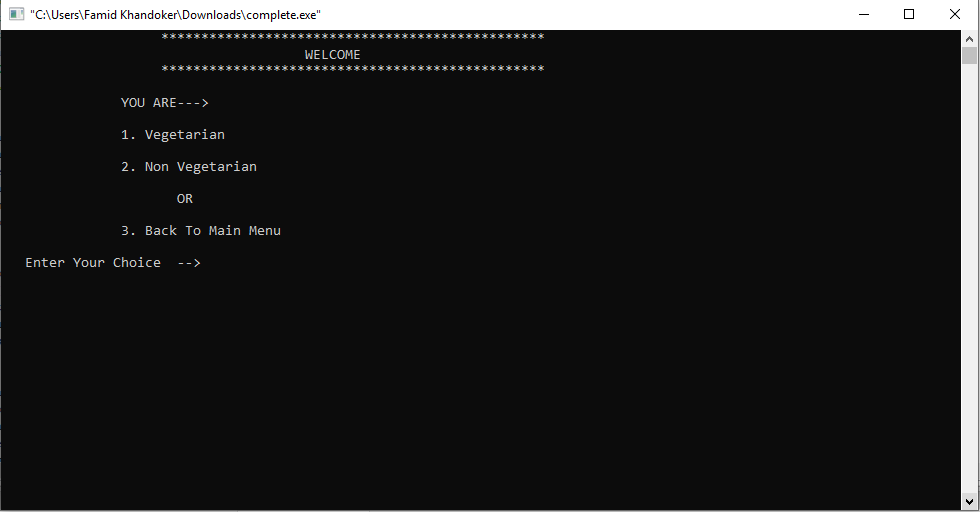 "C:\Users\Famid Khandoker\Downloads\complete.exe"
************************************************
WELCOME
************************************************
YOU ARE--->
1. Vegetarian
2. Non Vegetarian
OR
3. Back To Main Menu
Enter Your Choice  -->